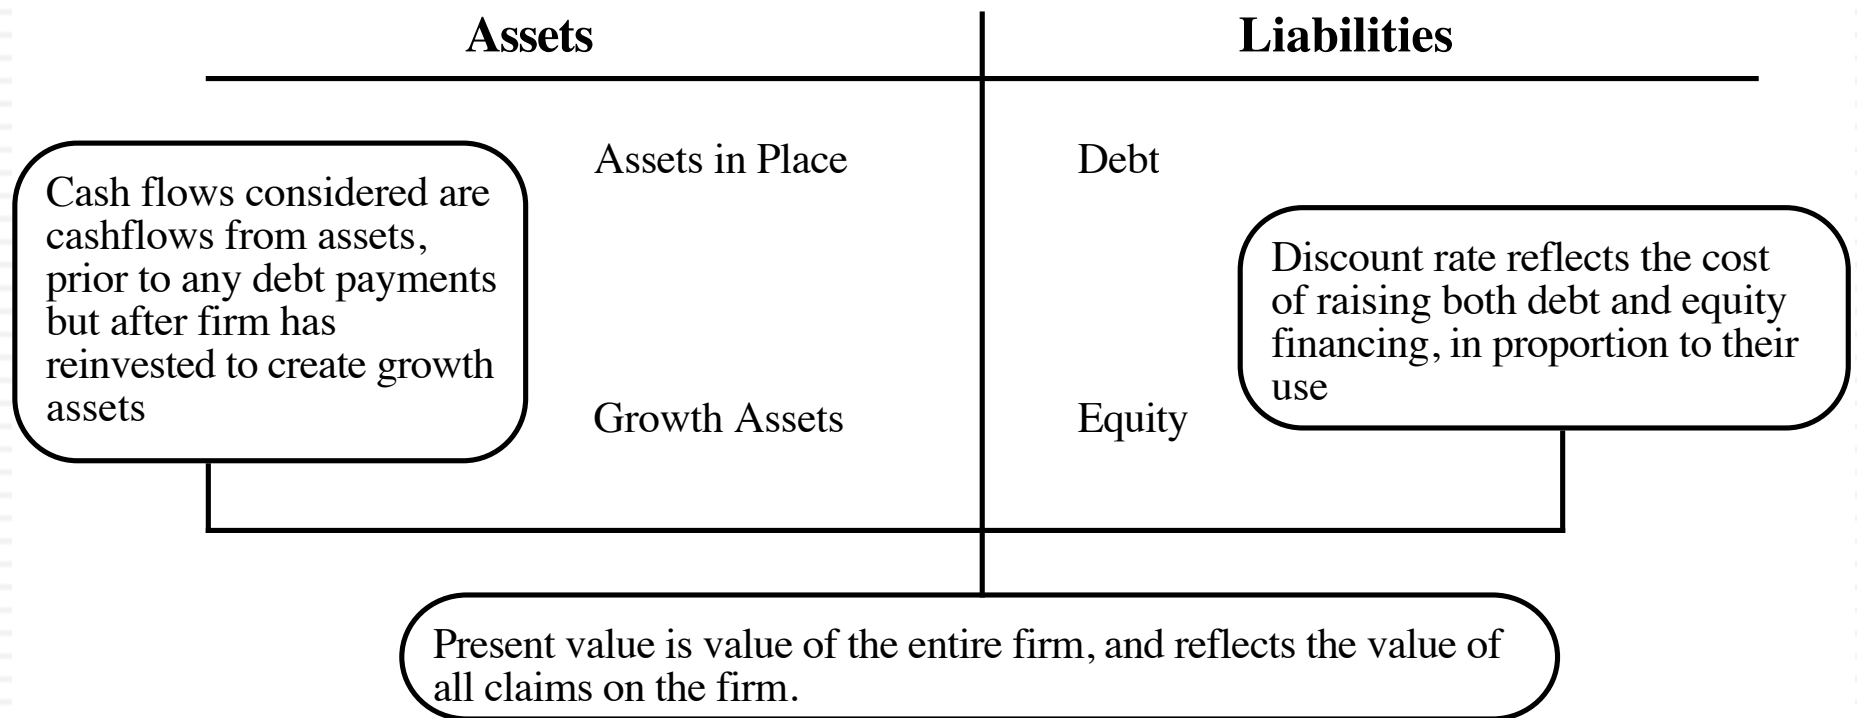 Assets
Liabilities
Assets in Place
Debt
Cash flows considered are
cashflows from assets,
prior to any debt payments
but after firm has
reinvested to create growth
assets
Discount rate reflects the cost
of raising both debt and equity
financing, in proportion to their
use
Growth Assets
Equity
Present value is value of the entire firm, and reflects the value of
all claims on the firm.